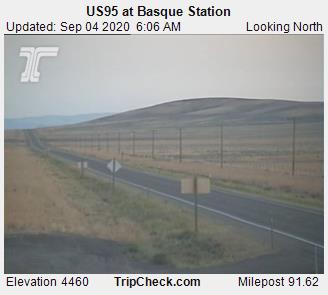 US95 at Basque Station
Updated: Sep 04 2020 6:06 AM Looking North
Elevation 4460 TripCheck.com Milepost 91.62